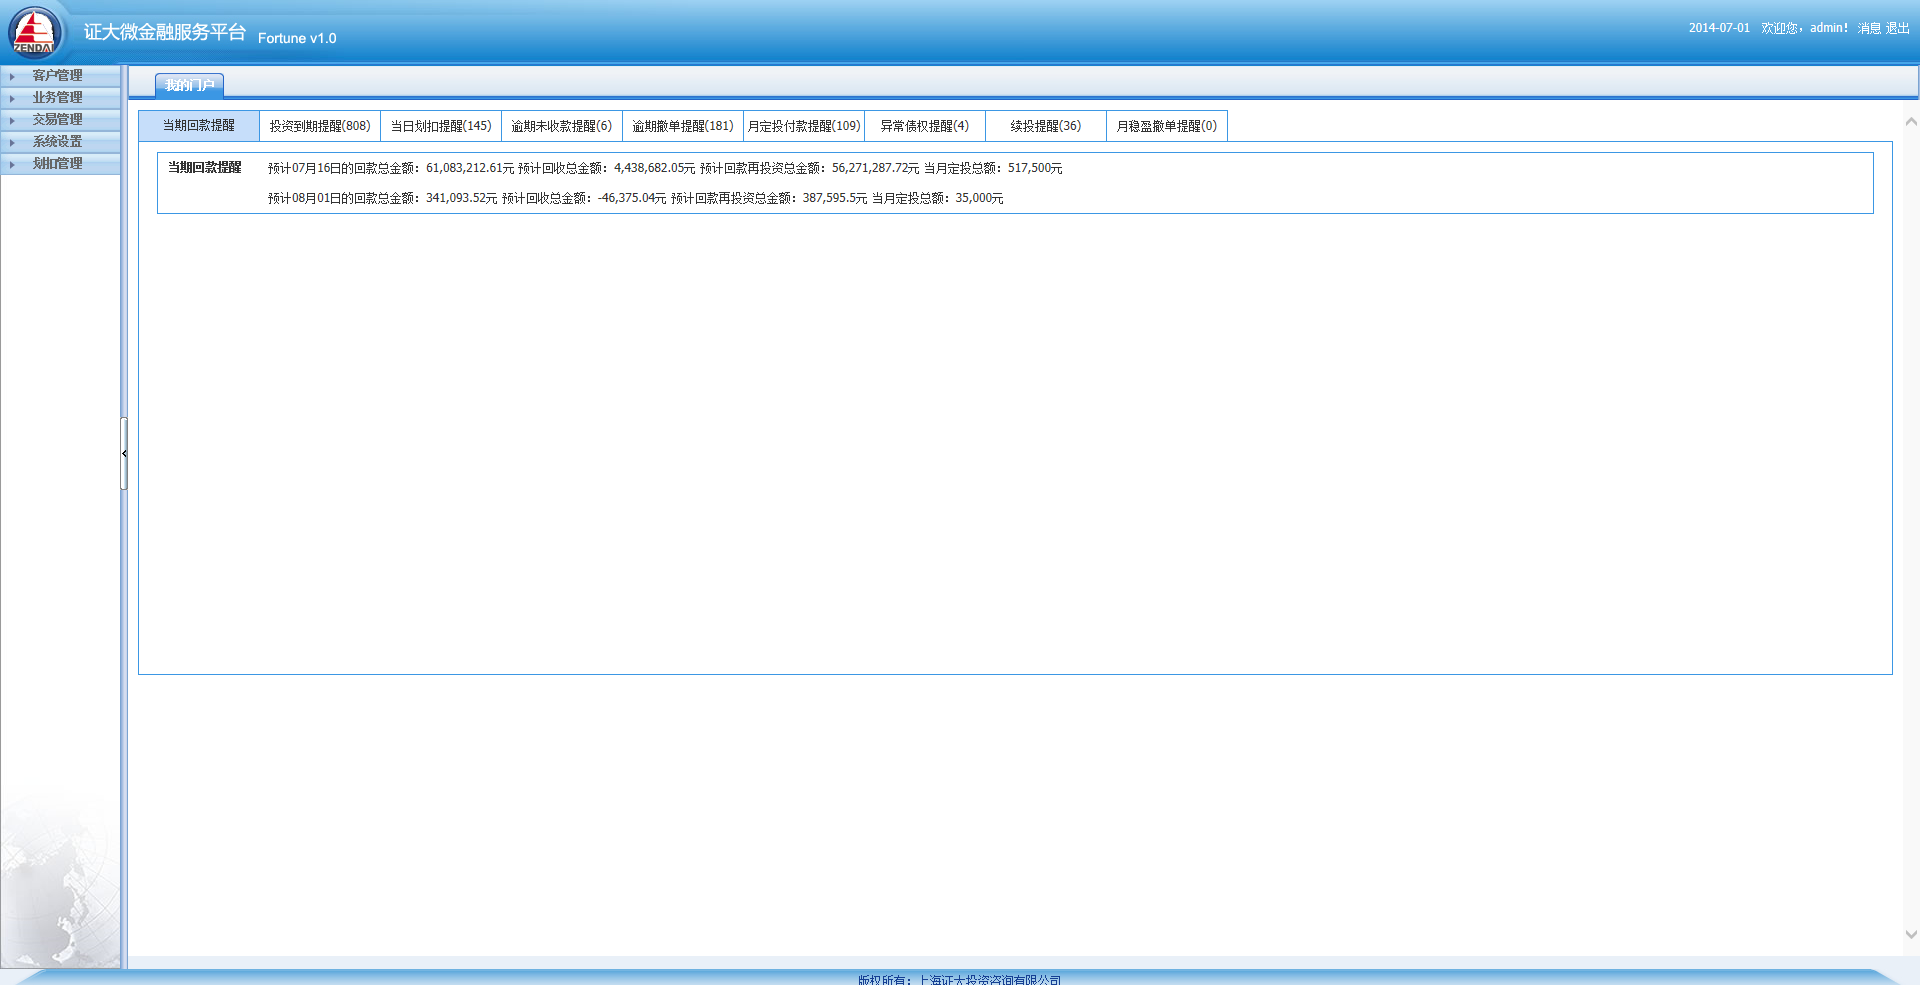 ZENDAI
证大微金融服务平台 Fortune v1.0
2014-07-01 欢迎您，admin! 消息 退出
客户管理
业务管理
交易管理
系统设置
划扣管理
我的门户
当期回款提醒 投资到期提醒(808) 当日划扣提醒(145) 逾期未收款提醒(6) 逾期撤单提醒(181) 月定投付款提醒(109) 异常债权提醒(4) 续投提醒(36) 月稳盈撤单提醒(0)
当期回款提醒 预计07月16日的回款总金额：61,083,212.61元 预计回收总金额：4,438,682.05元 预计回款再投资总金额：56,271,287.72元 当月定投总额：517,500元
预计08月01日的回款总金额：341,093.52元 预计回收总金额：-46,375.04元 预计回款再投资总金额：387,595.5元 当月定投总额：35,000元
版权所有：上海证大投资咨询有限公司